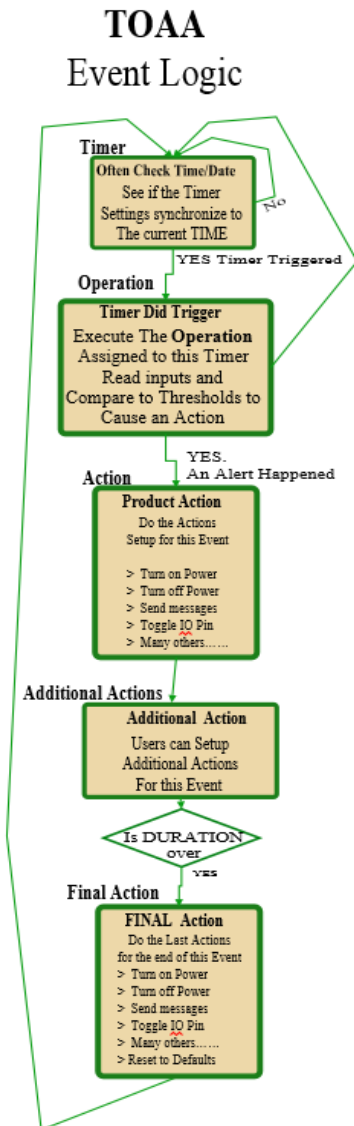 TOAA
Event Logic
Timer
Often Check Time/Date
See if the Timer
Settings synchronize to
The current TIME
No
YES Timer Triggered
Operation
Timer Did Trigger
Execute The Operation
Assigned to this Timer
Read inputs and
Compare to Thresholds to
Cause an Action
YES.
An Alert Happened
Action
Product Action
Do the Actions
Setup for this Event
> Turn on Power
> Turn off Power
> Send messages
> Toggle IO Pin
> Many others......
Additional Actions
Additional Action
Users can Setup
Additional Actions
For this Event
Is DURATION
over
YES
Final Action
FINAL Action
Do the Last Actions
for the end of this Event
> Turn on Power
> Turn off Power
> Send messages
> Toggle IO Pin
> Many others......
> Reset to Defaults